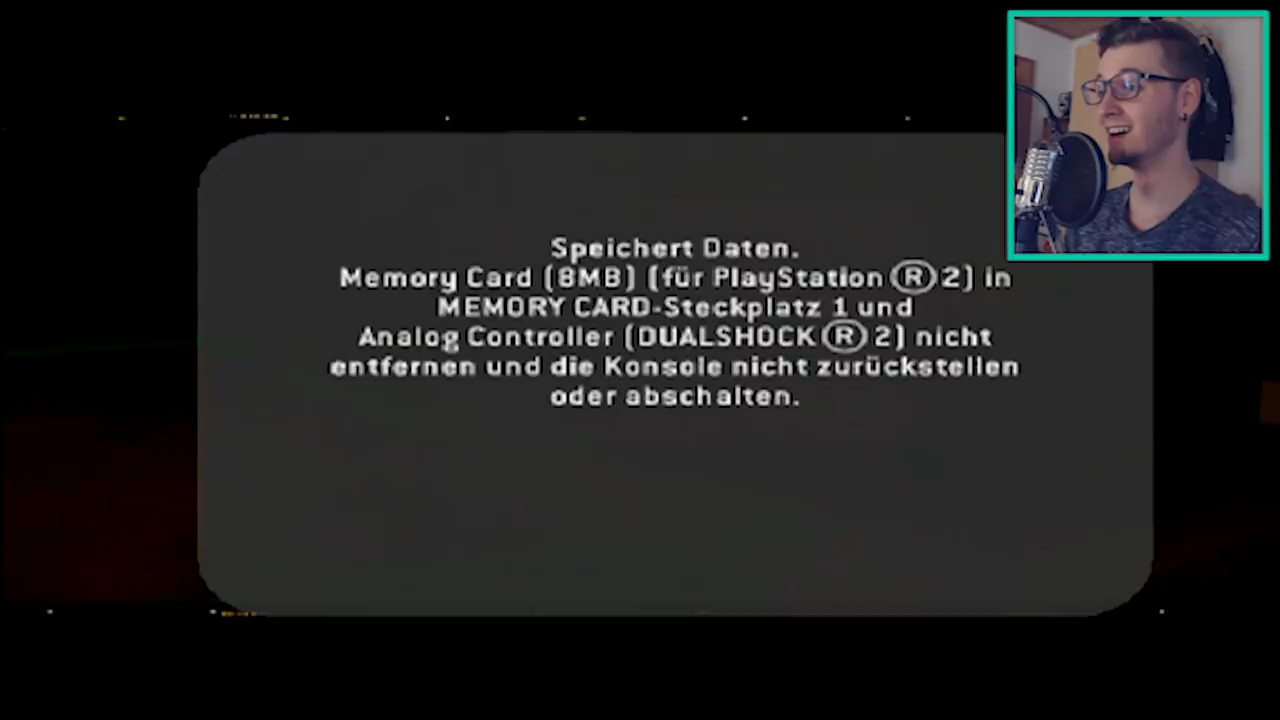 Speichert Daten.
Memory Card (8MB) (für PlayStation ® 2) in
MEMORY CARD-Steckplatz 1 und
Analog Controller (DUALSHOCK ® 2) nicht
entfernen und die Konsole nicht zurückstellen
oder abschalten.